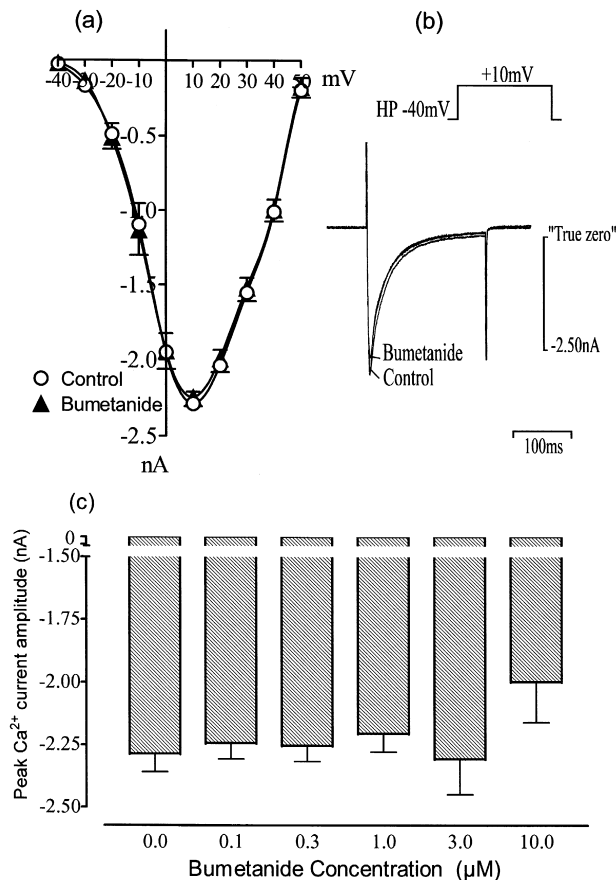 (a)
-40 -30 -20 -10 10 20 30 40 50 mV
-0.5
-1.0
-1.5
-2.0
-2.5
nA
Control
Bumetanide
(b)
+10mV
HP -40mV
"True zero"
-2.50nA
Bumetanide
Control
100ms
(c)
Peak Ca²⁺ current amplitude (nA)
0
-1.50
-1.75
-2.00
-2.25
-2.50
0.0 0.1 0.3 1.0 3.0 10.0
Bumetanide Concentration (µM)